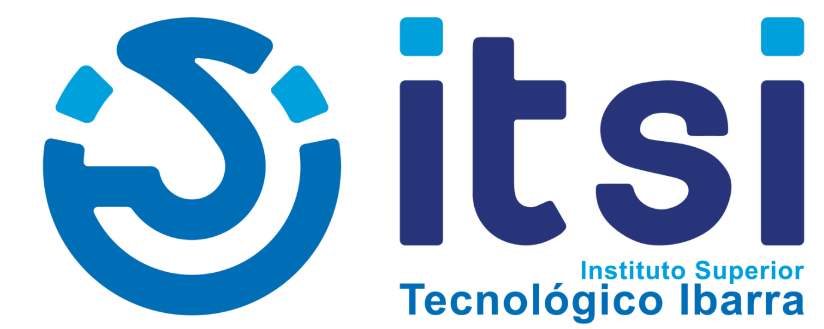 itsi
Instituto Superior
Tecnológico Ibarra